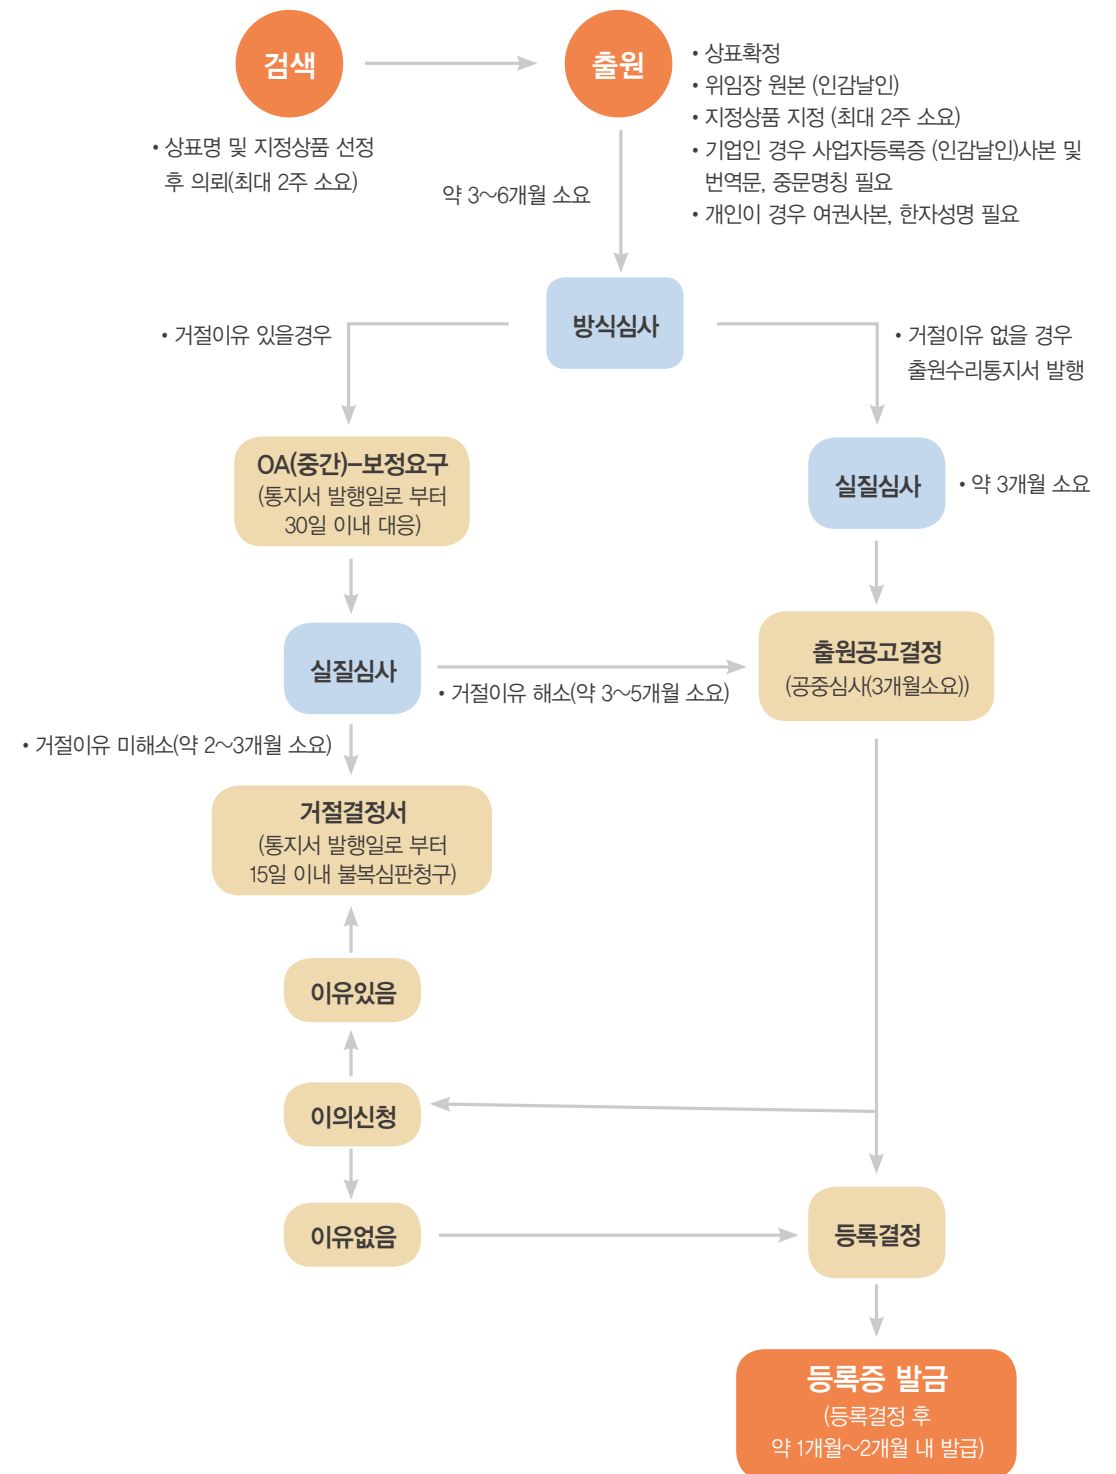 검색
출원
• 상표명 및 지정상품 선정
후 의뢰(최대 2주 소요)
• 상표확정
• 위임장 원본 (인감날인)
• 지정상품 지정 (최대 2주 소요)
• 기업인 경우 사업자등록증 (인감날인)사본 및
번역문, 중문명칭 필요
• 개인이 경우 여권사본, 한자성명 필요
약 3~6개월 소요
방식심사
• 거절이유 있을경우
• 거절이유 없을 경우
출원수리통지서 발행
OA(중간)-보정요구
(통지서 발행일로 부터
30일 이내 대응)
실질심사
• 약 3개월 소요
실질심사
• 거절이유 해소(약 3~5개월 소요)
출원공고결정
(공중심사(3개월소요))
• 거절이유 미해소(약 2~3개월 소요)
거절결정서
(통지서 발행일로 부터
15일 이내 불복심판청구)
이유있음
이의신청
이유없음
등록결정
등록증 발금
(등록결정 후
약 1개월~2개월 내 발급)